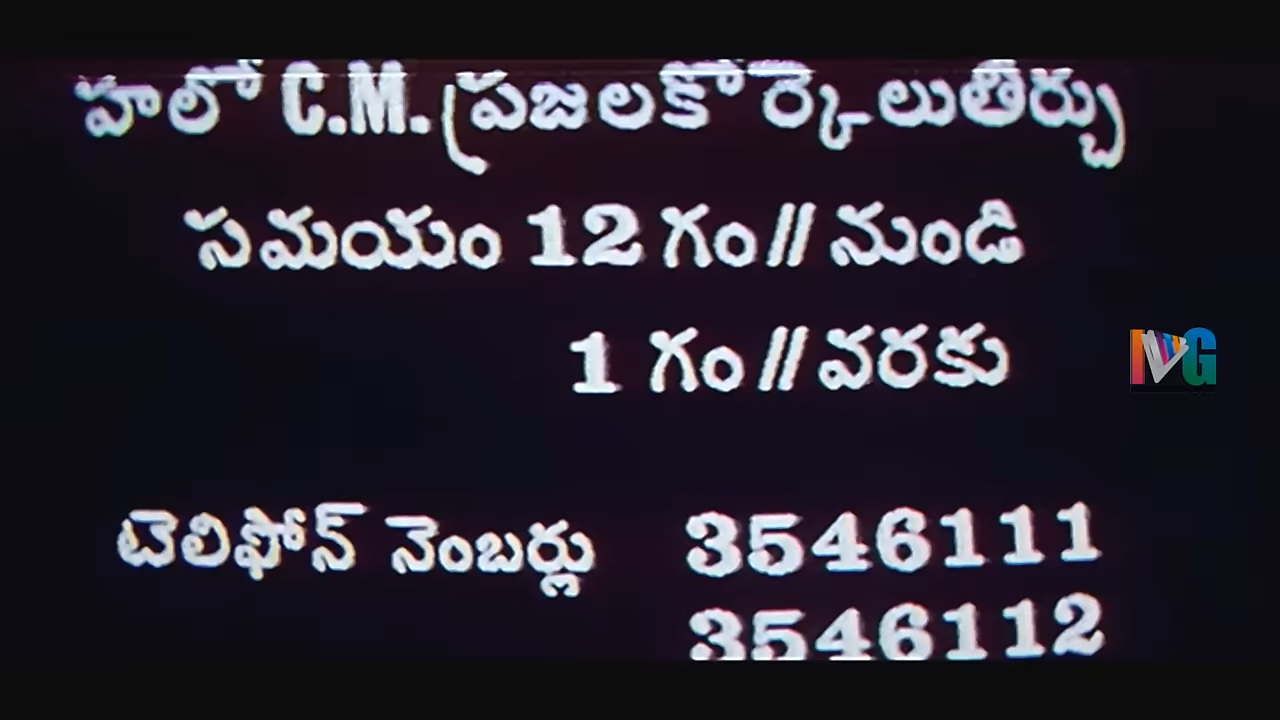 హలో C.M. ప్రజలకోర్కెలుతీర్చు
సమయం 12 గం// నుండి
1 గం// వరకు
టెలిఫోన్ నెంబర్లు 3546111
3546112